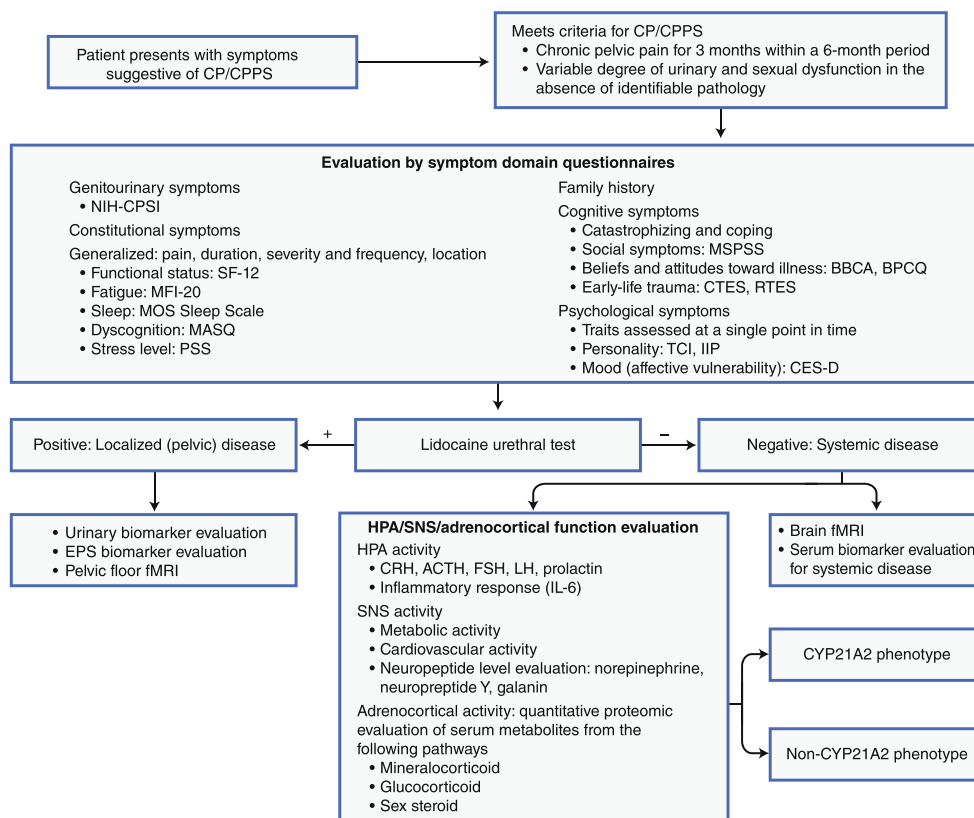 Patient presents with symptoms
suggestive of CP/CPPS
Meets criteria for CP/CPPS
• Chronic pelvic pain for 3 months within a 6-month period
• Variable degree of urinary and sexual dysfunction in the
absence of identifiable pathology
Evaluation by symptom domain questionnaires
Genitourinary symptoms
• NIH-CPSI
Constitutional symptoms
Generalized: pain, duration, severity and frequency, location
• Functional status: SF-12
• Fatigue: MFI-20
• Sleep: MOS Sleep Scale
• Dyscognition: MASQ
• Stress level: PSS
Family history
Cognitive symptoms
• Catastrophizing and coping
• Social symptoms: MSPSS
• Beliefs and attitudes toward illness: BBCA, BPCQ
• Early-life trauma: CTES, RTES
Psychological symptoms
• Traits assessed at a single point in time
• Personality: TCI, IIP
• Mood (affective vulnerability): CES-D
Positive: Localized (pelvic) disease
+
Lidocaine urethral test
–
Negative: Systemic disease
• Urinary biomarker evaluation
• EPS biomarker evaluation
• Pelvic floor fMRI
HPA/SNS/adrenocortical function evaluation
HPA activity
• CRH, ACTH, FSH, LH, prolactin
• Inflammatory response (IL-6)
SNS activity
• Metabolic activity
• Cardiovascular activity
• Neuropeptide level evaluation: norepinephrine,
neuropreptide Y, galanin
Adrenocortical activity: quantitative proteomic
evaluation of serum metabolites from the
following pathways
• Mineralocorticoid
• Glucocorticoid
• Sex steroid
• Brain fMRI
• Serum biomarker evaluation
for systemic disease
CYP21A2 phenotype
Non-CYP21A2 phenotype